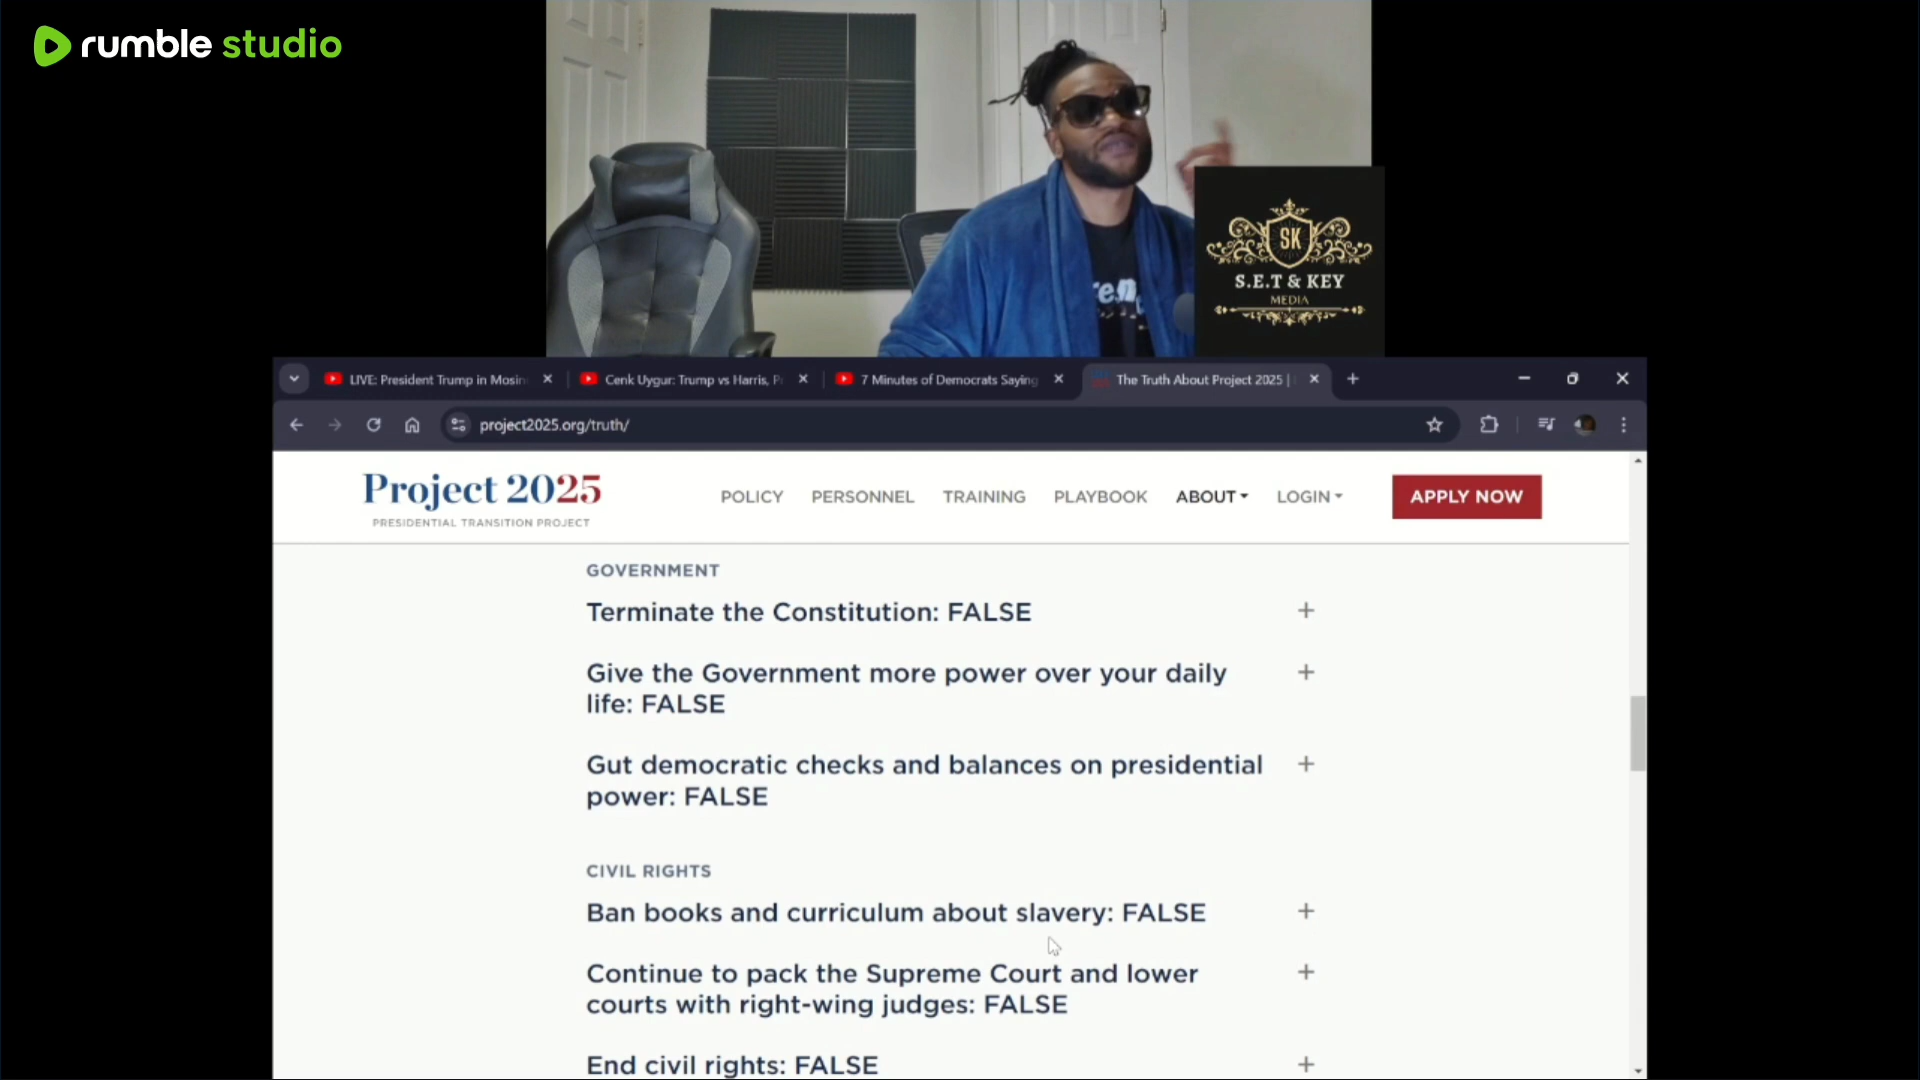 rumble studio
SK
S.E.T & KEY
MEDIA
LIVE: President Trump in Mosin
Cenk Uygur: Trump vs Harris, P
7 Minutes of Democrats Saying
The Truth About Project 2025 |
project2025.org/truth/
Project 2025
PRESIDENTIAL TRANSITION PROJECT
POLICY
PERSONNEL
TRAINING
PLAYBOOK
ABOUT
LOGIN
APPLY NOW
GOVERNMENT
Terminate the Constitution: FALSE
Give the Government more power over your daily
life: FALSE
Gut democratic checks and balances on presidential
power: FALSE
CIVIL RIGHTS
Ban books and curriculum about slavery: FALSE
Continue to pack the Supreme Court and lower
courts with right-wing judges: FALSE
End civil rights: FALSE